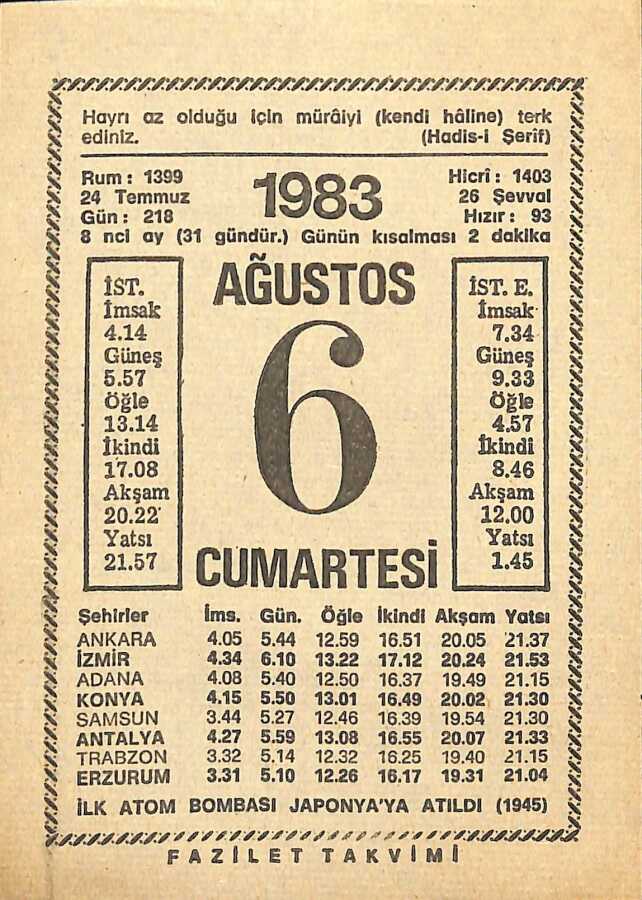 Hayrı az olduğu için mürâiyi (kendi hâline) terk
ediniz. (Hadis-i Şerif)
Rum : 1399
24 Temmuz
Gün : 218
1983
Hicrî : 1403
26 Şevval
Hızır : 93
8 nci ay (31 gündür.) Günün kısalması 2 dakika
İST.
İmsak
4.14
Güneş
5.57
Öğle
13.14
İkindi
17.08
Akşam
20.22
Yatsı
21.57
AĞUSTOS
6
CUMARTESİ
İST. E.
İmsak
7.34
Güneş
9.33
Öğle
4.57
İkindi
8.46
Akşam
12.00
Yatsı
1.45
Şehirler İms. Gün. Öğle İkindi Akşam Yatsı
ANKARA 4.05 5.44 12.59 16.51 20.05 21.37
İZMİR 4.34 6.10 13.22 17.12 20.24 21.53
ADANA 4.08 5.40 12.50 16.37 19.49 21.15
KONYA 4.15 5.50 13.01 16.49 20.02 21.30
SAMSUN 3.44 5.27 12.46 16.39 19.54 21.30
ANTALYA 4.27 5.59 13.08 16.55 20.07 21.33
TRABZON 3.32 5.14 12.32 16.25 19.40 21.15
ERZURUM 3.31 5.10 12.26 16.17 19.31 21.04
İLK ATOM BOMBASI JAPONYA'YA ATILDI (1945)
FAZİLET TAKVİMİ